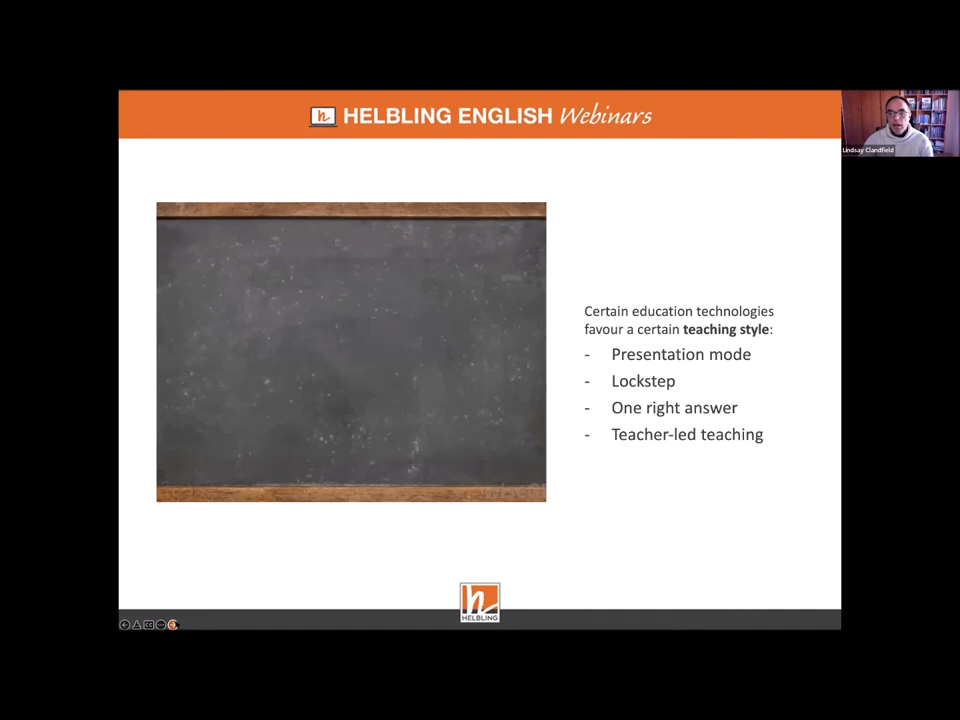 HELBLING ENGLISH Webinars
Lindsay Clandfield
Certain education technologies
favour a certain teaching style:
- Presentation mode
- Lockstep
- One right answer
- Teacher-led teaching
HELBLING